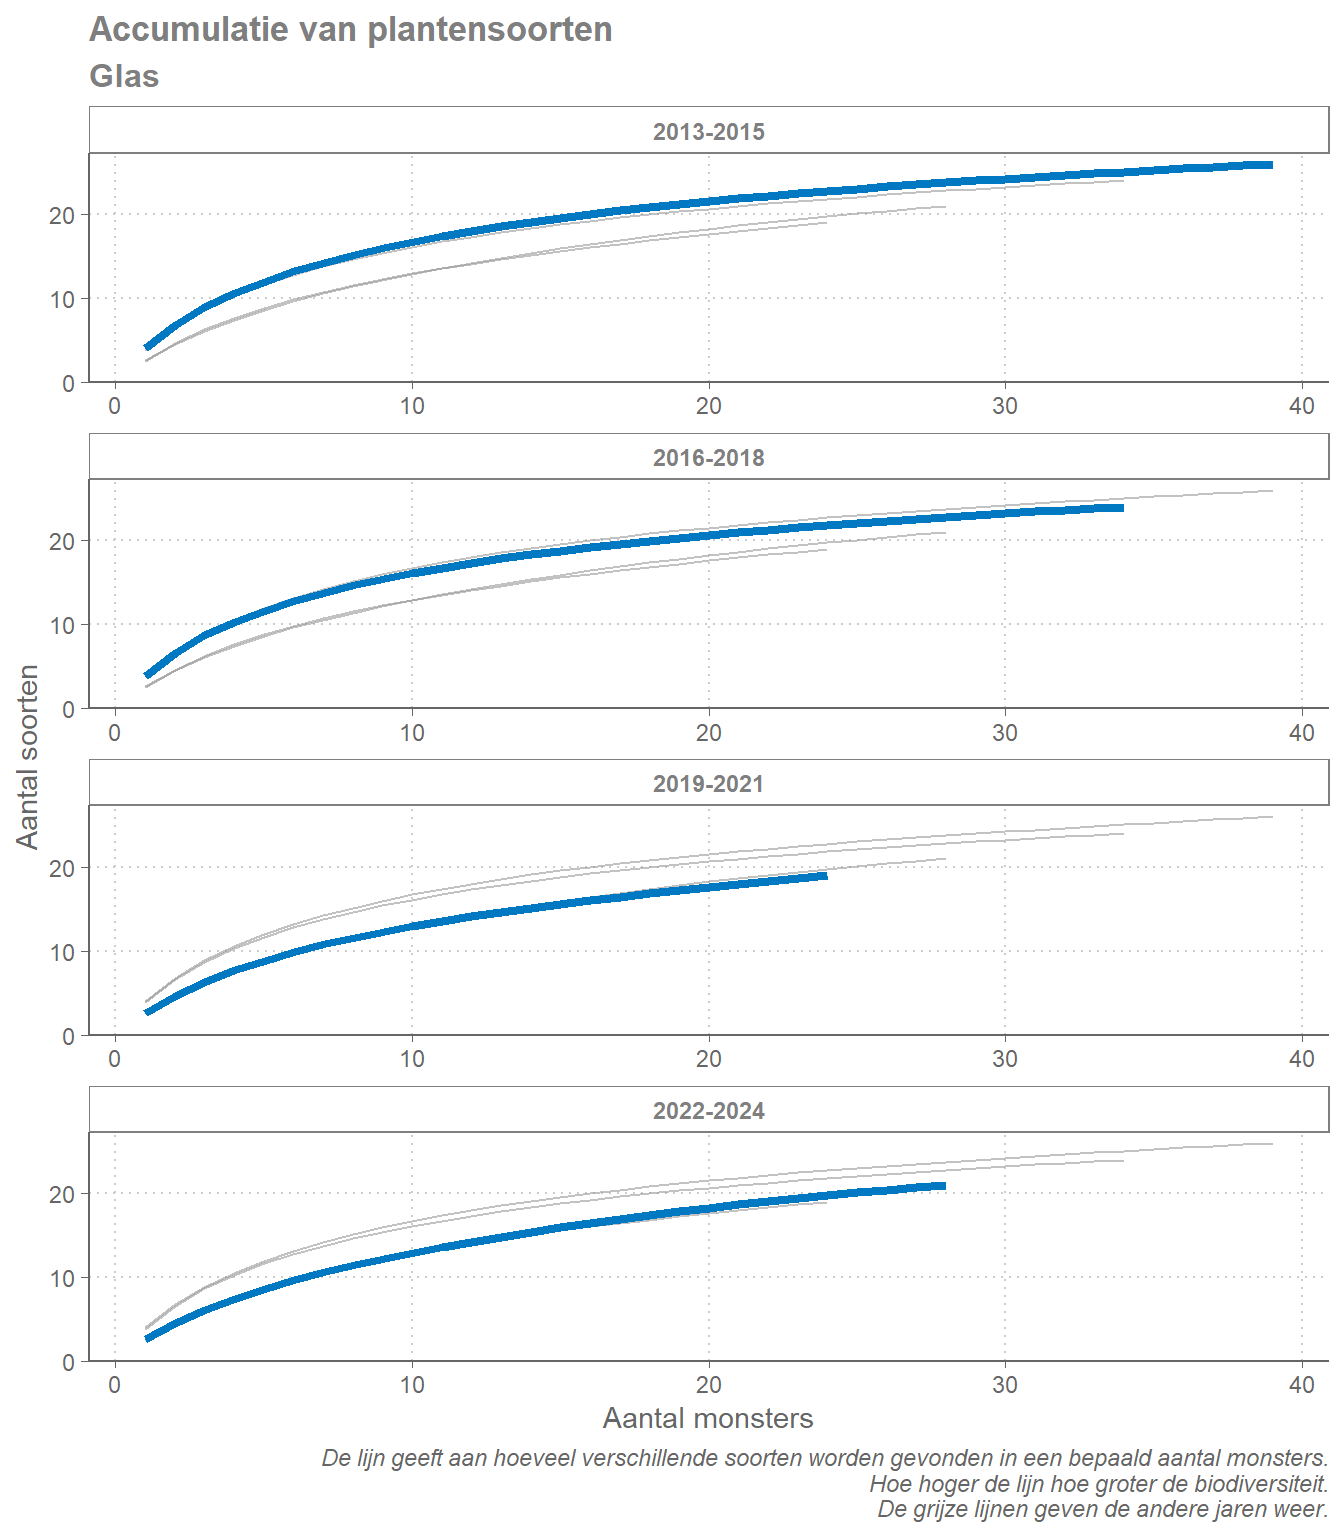 Accumulatie van plantensoorten
Glas
2013-2015
20
10
0
0 10 20 30 40
2016-2018
20
10
0
0 10 20 30 40
Aantal soorten
2019-2021
20
10
0
0 10 20 30 40
2022-2024
20
10
0
0 10 20 30 40
Aantal monsters
De lijn geeft aan hoeveel verschillende soorten worden gevonden in een bepaald aantal monsters.
Hoe hoger de lijn hoe groter de biodiversiteit.
De grijze lijnen geven de andere jaren weer.